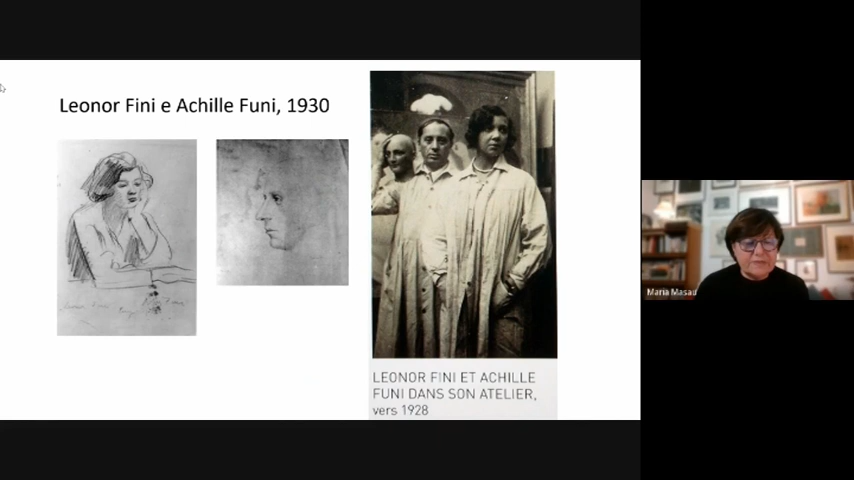 Leonor Fini e Achille Funi, 1930
LEONOR FINI ET ACHILLE
FUNI DANS SON ATELIER,
vers 1928
Maria Masau